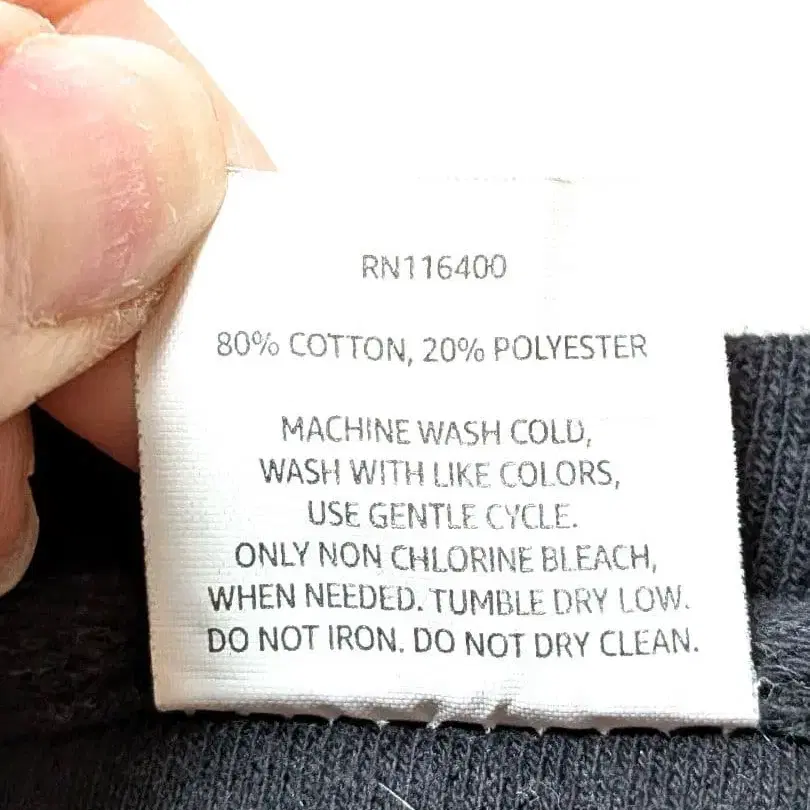 RN116400
80% COTTON, 20% POLYESTER
MACHINE WASH COLD,
WASH WITH LIKE COLORS,
USE GENTLE CYCLE.
ONLY NON CHLORINE BLEACH,
WHEN NEEDED. TUMBLE DRY LOW.
DO NOT IRON. DO NOT DRY CLEAN.